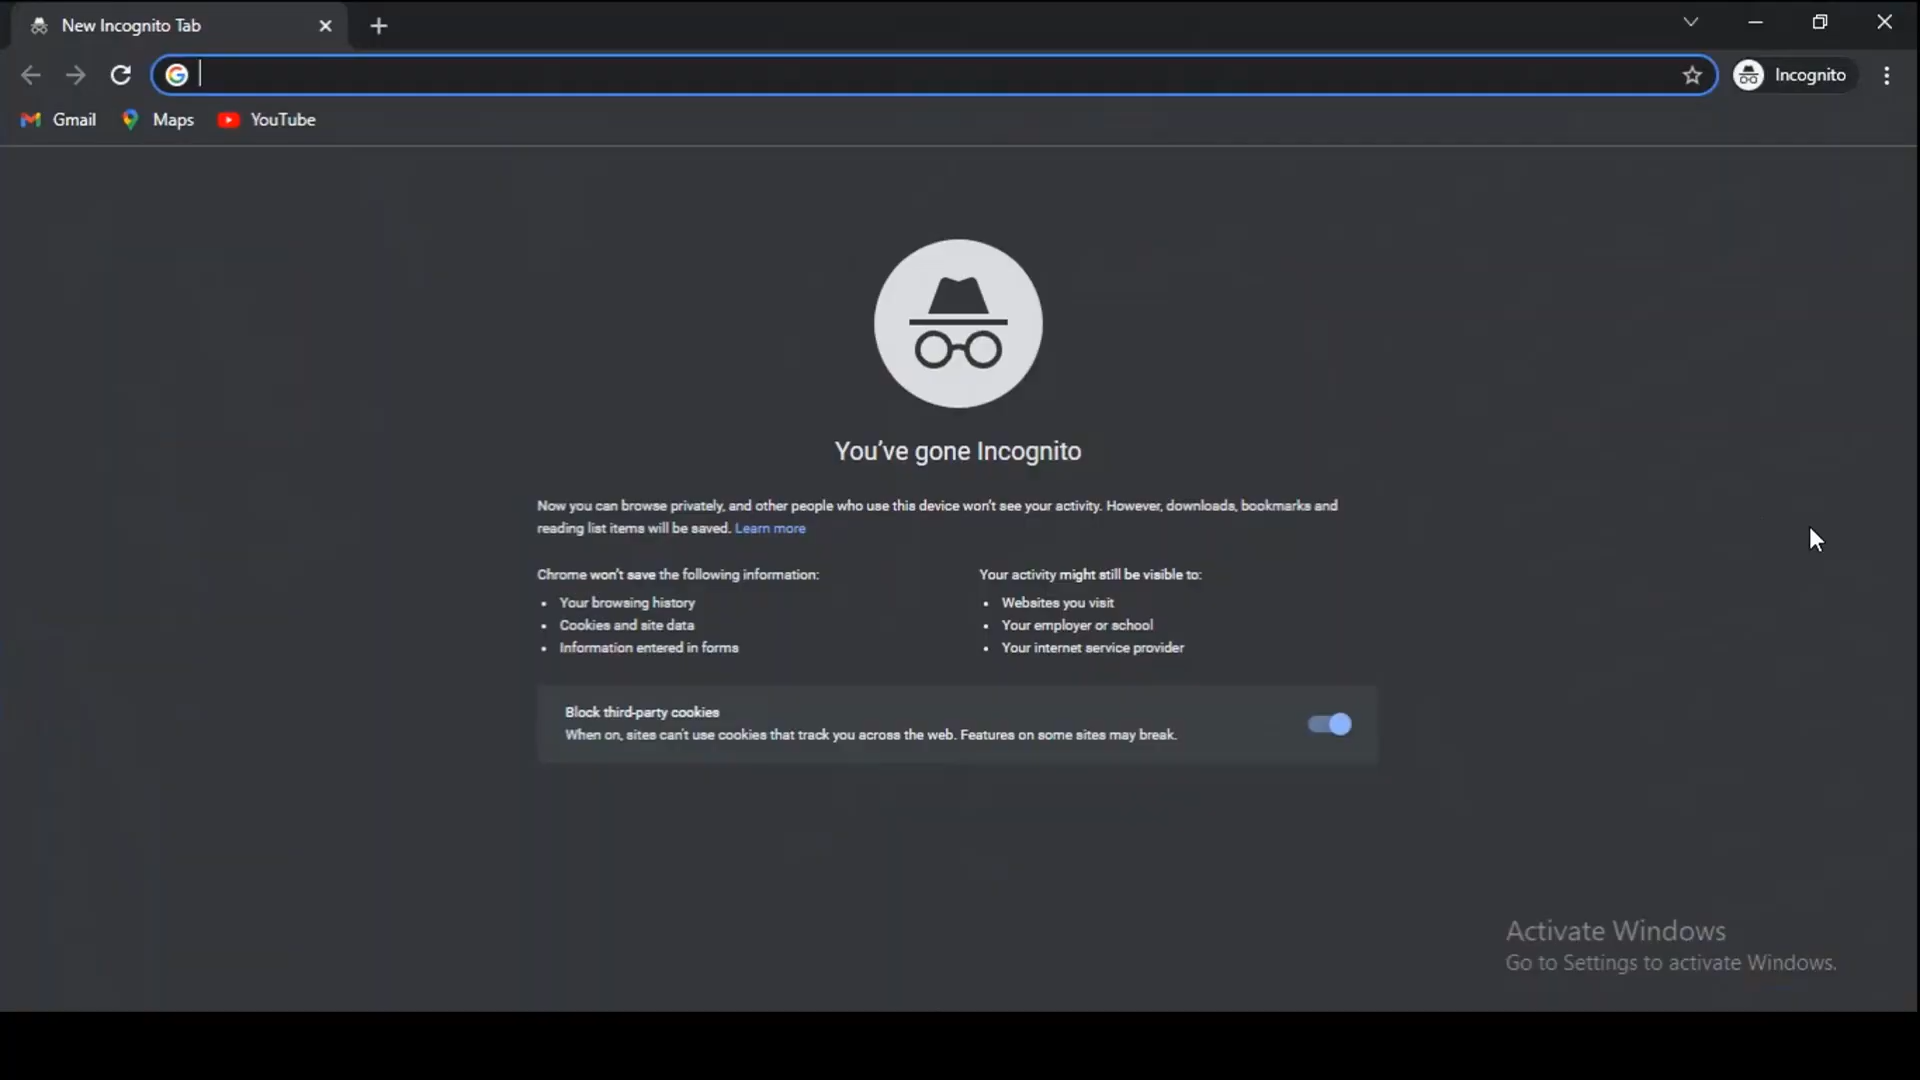 New Incognito Tab
Incognito
Gmail
Maps
YouTube
You've gone Incognito
Now you can browse privately, and other people who use this device won't see your activity. However, downloads, bookmarks and
reading list items will be saved. Learn more
Chrome won't save the following information:
Your browsing history
Cookies and site data
Information entered in forms
Your activity might still be visible to:
Websites you visit
Your employer or school
Your internet service provider
Block third-party cookies
When on, sites can't use cookies that track you across the web. Features on some sites may break.
Activate Windows
Go to Settings to activate Windows.